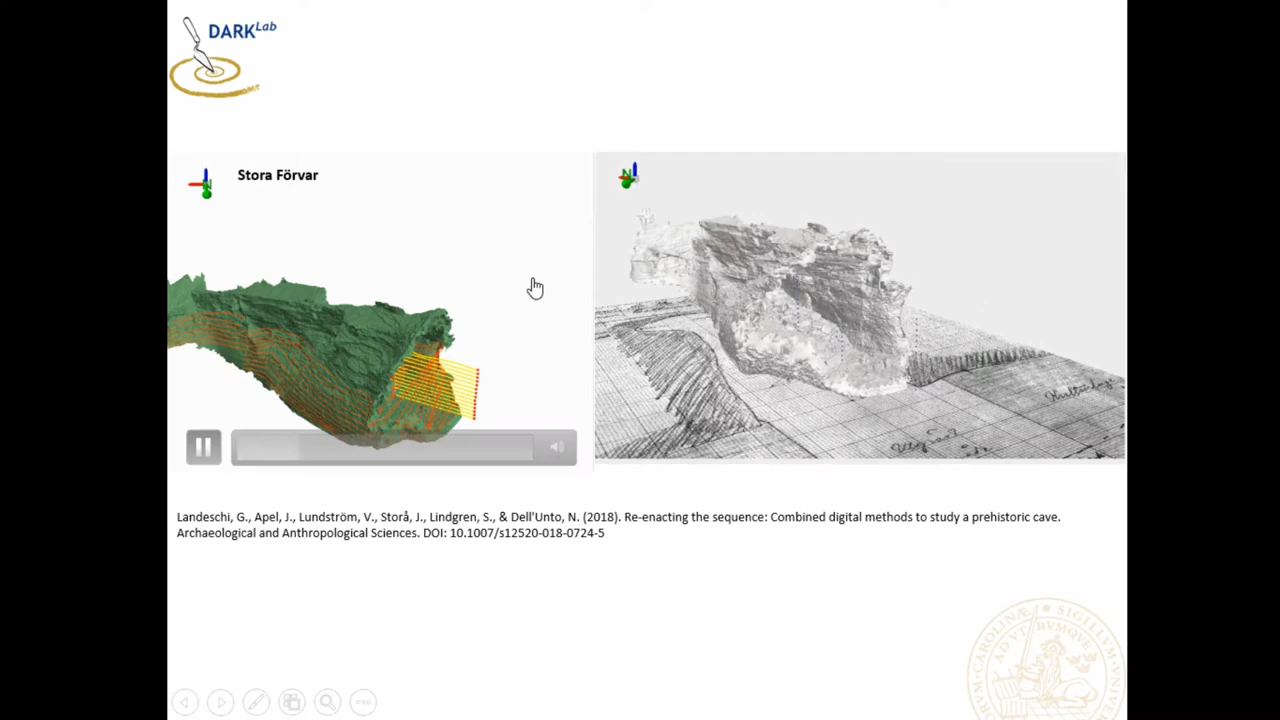 DARKLab
Stora Förvar
N
N
Landeschi, G., Apel, J., Lundström, V., Storå, J., Lindgren, S., & Dell'Unto, N. (2018). Re-enacting the sequence: Combined digital methods to study a prehistoric cave.
Archaeological and Anthropological Sciences. DOI: 10.1007/s12520-018-0724-5